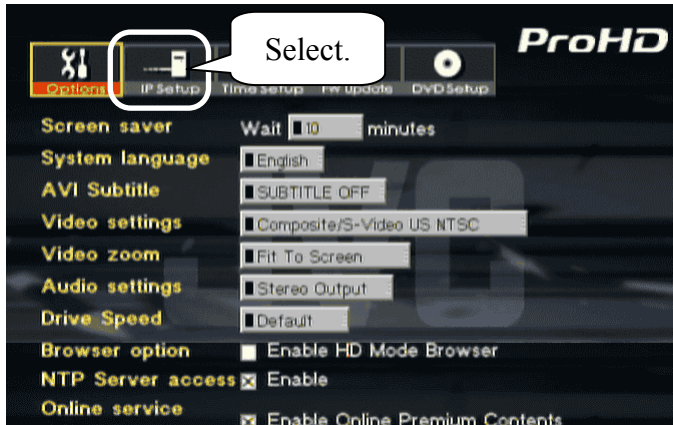 Select.
ProHD
Options IP Setup Time Setup FW Update DVD Setup
Screen saver Wait 10 minutes
System language English
AVI Subtitle SUBTITLE OFF
Video settings Composite/S-Video US NTSC
Video zoom Fit To Screen
Audio settings Stereo Output
Drive Speed Default
Browser option Enable HD Mode Browser
NTP Server access Enable
Online service Enable Online Premium Contents
JVC